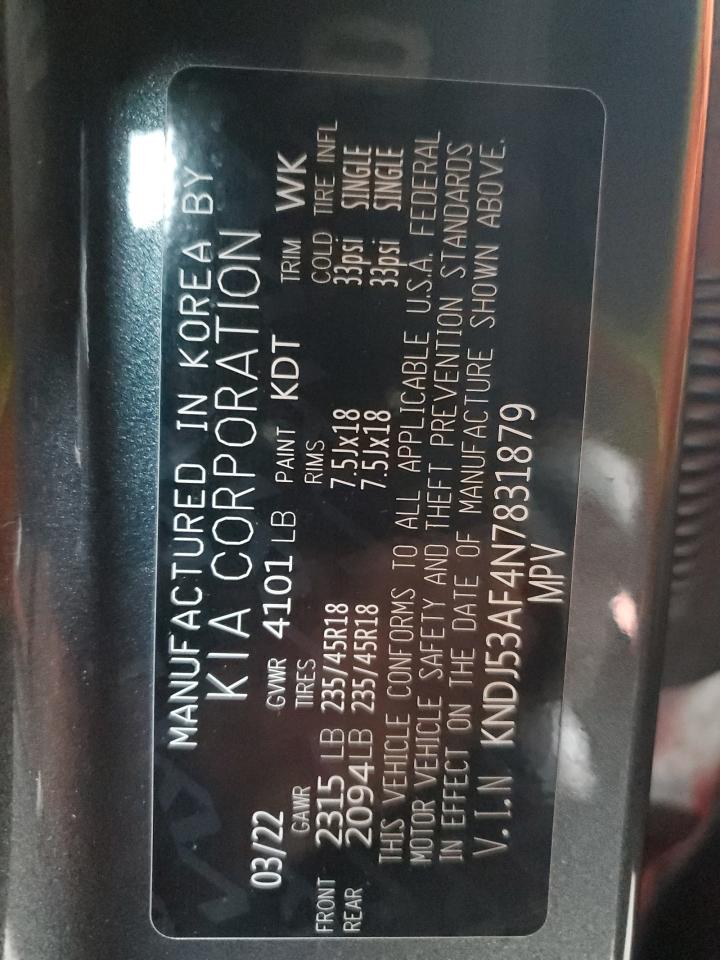 MANUFACTURED IN KOREA BY
KIA CORPORATION
03/22 GVWR 4101 LB PAINT KDT TRIM WK
GAWR TIRES RIMS COLD TIRE INFL
FRONT 2315 LB 235/45R18 7.5Jx18 33psi SINGLE
REAR 2094LB 235/45R18 7.5Jx18 33psi SINGLE
THIS VEHICLE CONFORMS TO ALL APPLICABLE U.S.A. FEDERAL
MOTOR VEHICLE SAFETY AND THEFT PREVENTION STANDARDS
IN EFFECT ON THE DATE OF MANUFACTURE SHOWN ABOVE.
V.I.N KNDJ53AF4N7831879
MPV